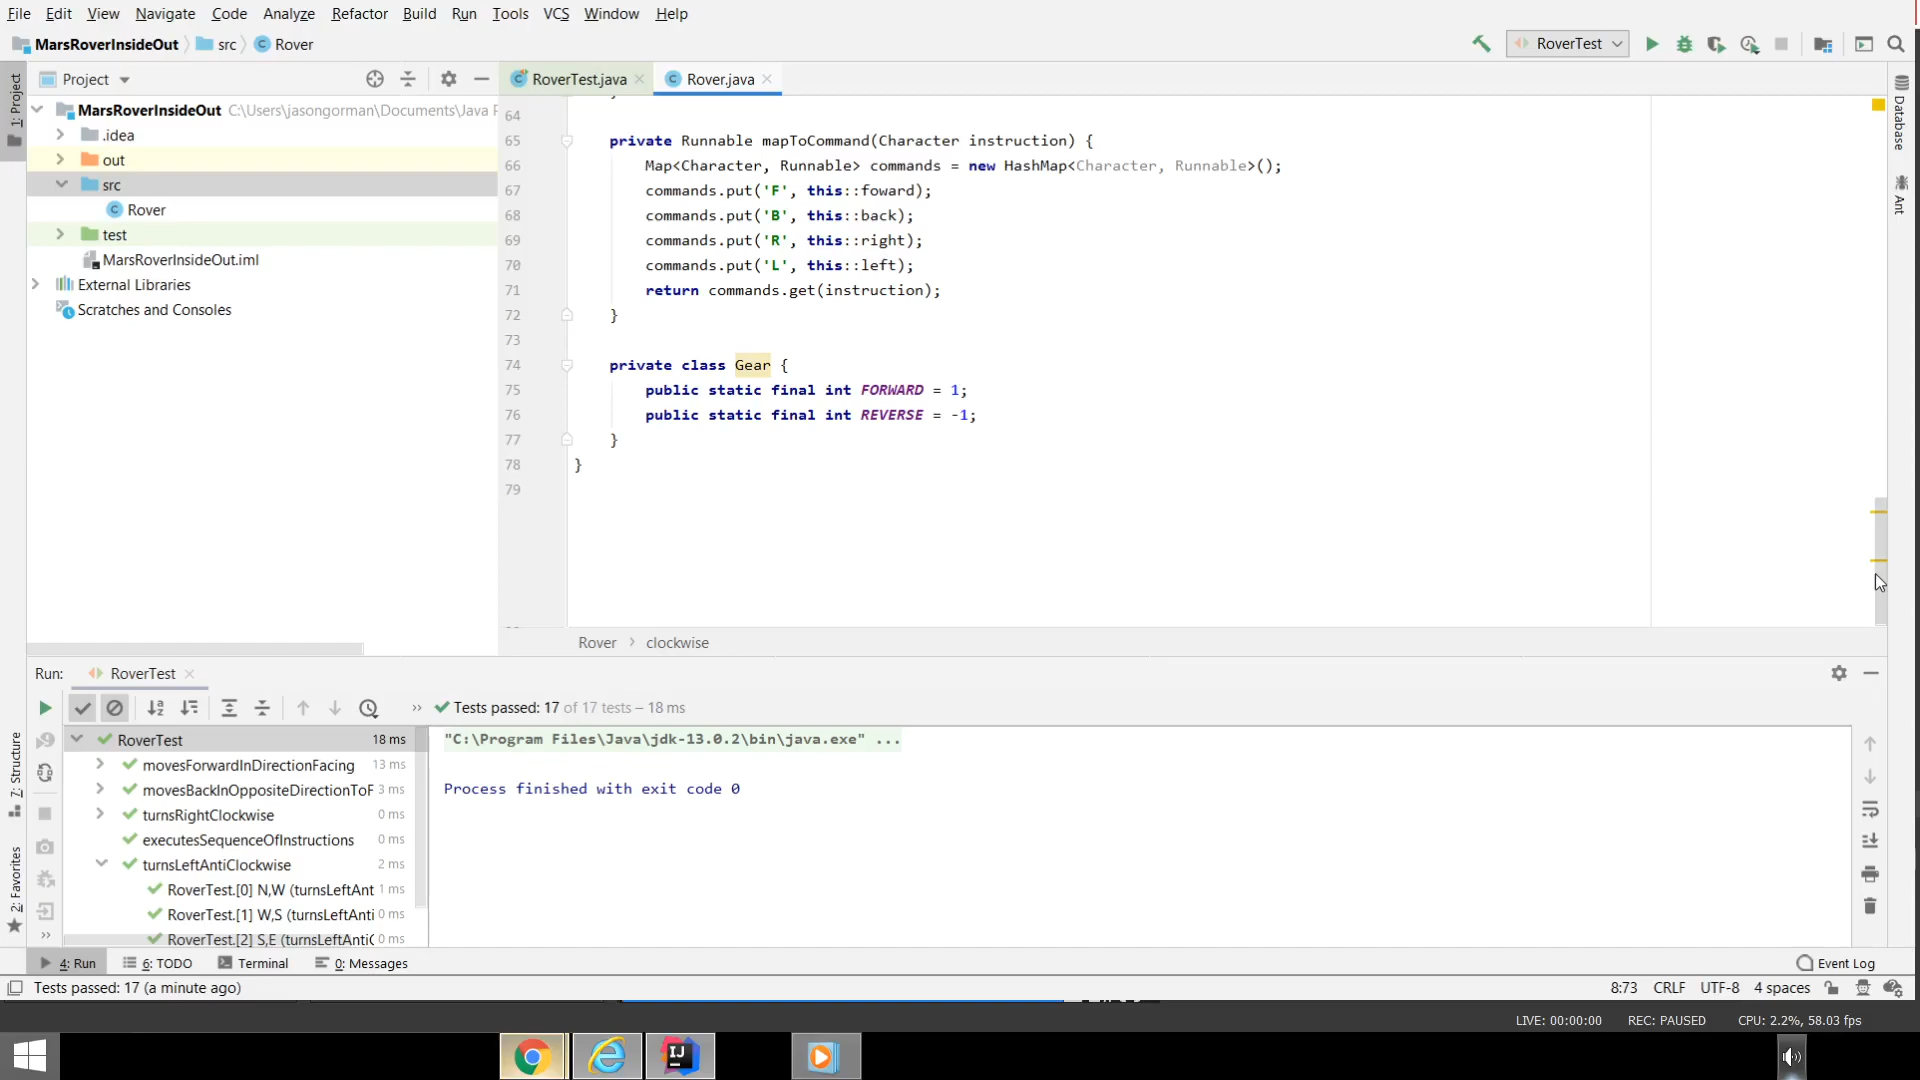 File Edit View Navigate Code Analyze Refactor Build Run Tools VCS Window Help
MarsRoverInsideOut src Rover RoverTest
1: Project
Project
RoverTest.java Rover.java
Database
Ant
MarsRoverInsideOut C:\Users\jasongorman\Documents\Java P
.idea
out
src
Rover
test
MarsRoverInsideOut.iml
External Libraries
Scratches and Consoles
64
65 private Runnable mapToCommand(Character instruction) {
66 Map<Character, Runnable> commands = new HashMap<Character, Runnable>();
67 commands.put('F', this::foward);
68 commands.put('B', this::back);
69 commands.put('R', this::right);
70 commands.put('L', this::left);
71 return commands.get(instruction);
72 }
73
74 private class Gear {
75 public static final int FORWARD = 1;
76 public static final int REVERSE = -1;
77 }
78 }
79
Rover > clockwise
Run: RoverTest
Tests passed: 17 of 17 tests – 18 ms
RoverTest 18 ms
movesForwardInDirectionFacing 13 ms
movesBackInOppositeDirectionToF 3 ms
turnsRightClockwise 0 ms
executesSequenceOfInstructions 0 ms
turnsLeftAntiClockwise 2 ms
RoverTest.[0] N,W (turnsLeftAnt 1 ms
RoverTest.[1] W,S (turnsLeftAnti 0 ms
RoverTest.[2] S,E (turnsLeftAnti( 0 ms
"C:\Program Files\Java\jdk-13.0.2\bin\java.exe" ...
Process finished with exit code 0
7: Structure
2: Favorites
4: Run 6: TODO Terminal 0: Messages Event Log
Tests passed: 17 (a minute ago) 8:73 CRLF UTF-8 4 spaces
LIVE: 00:00:00 REC: PAUSED CPU: 2.2%, 58.03 fps
IJ